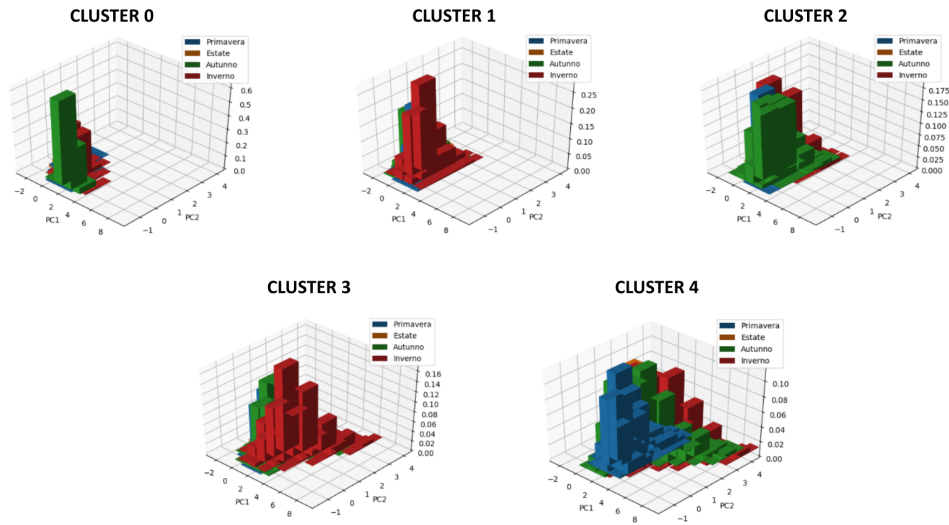 CLUSTER 0
Primavera
Estate
Autunno
Inverno
0.6
0.5
0.4
0.3
0.2
0.1
0.0
−2 0 2 4 6 8
PC1
−1 0 1 2 3 4
PC2
CLUSTER 1
Primavera
Estate
Autunno
Inverno
0.25
0.20
0.15
0.10
0.05
0.00
−2 0 2 4 6 8
PC1
−1 0 1 2 3 4
PC2
CLUSTER 2
Primavera
Estate
Autunno
Inverno
0.175
0.150
0.125
0.100
0.075
0.050
0.025
0.000
−2 0 2 4 6 8
PC1
−1 0 1 2 3 4
PC2
CLUSTER 3
Primavera
Estate
Autunno
Inverno
0.16
0.14
0.12
0.10
0.08
0.06
0.04
0.02
0.00
−2 0 2 4 6 8
PC1
−1 0 1 2 3 4
PC2
CLUSTER 4
Primavera
Estate
Autunno
Inverno
0.10
0.08
0.06
0.04
0.02
0.00
−2 0 2 4 6 8
PC1
−1 0 1 2 3 4
PC2